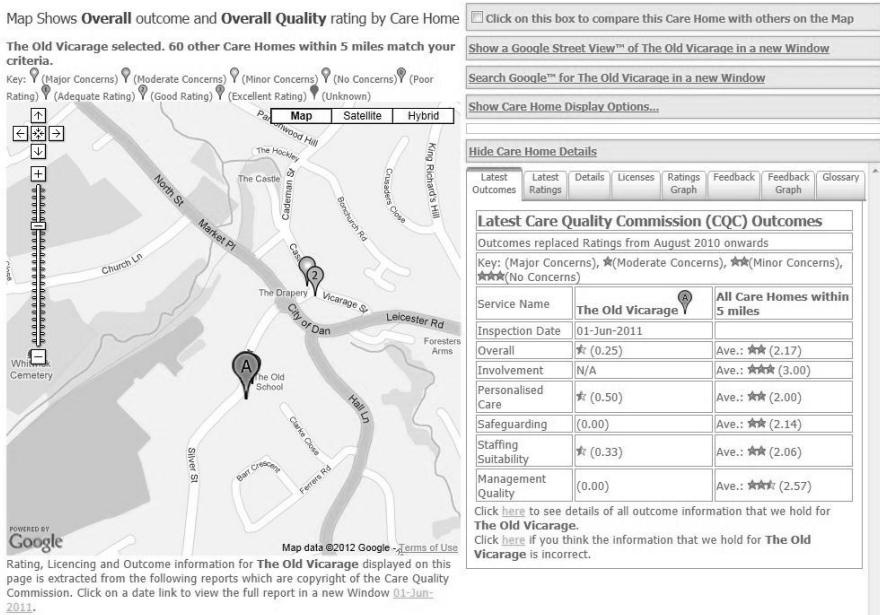 Map Shows Overall outcome and Overall Quality rating by Care Home
The Old Vicarage selected. 60 other Care Homes within 5 miles match your
criteria.
Key: (Major Concerns) (Moderate Concerns) (Minor Concerns) (No Concerns) (Poor
Rating) (Adequate Rating) (Good Rating) (Excellent Rating) (Unknown)
Map Satellite Hybrid
The Hockley
King Richard's Hill
Crusaders Close
The Castle
Cademan St
Bonchurch Rd
North St
Market Pl
Church Ln
2
The Drapery
Vicarage St
City of Dan
Leicester Rd
Foresters
Arms
Cemetery
A
The Old
School
Hall Ln
Clarke Close
Silver St
Barr Crescent
Ferrers Rd
POWERED BY
Google
Map data ©2012 Google - Terms of Use
Rating, Licencing and Outcome information for The Old Vicarage displayed on this
page is extracted from the following reports which are copyright of the Care Quality
Commission. Click on a date link to view the full report in a new Window 01-Jun-
2011.
Click on this box to compare this Care Home with others on the Map
Show a Google Street View™ of The Old Vicarage in a new Window
Search Google™ for The Old Vicarage in a new Window
Show Care Home Display Options...
Hide Care Home Details
Latest Outcomes Latest Ratings Details Licenses Ratings Graph Feedback Feedback Graph Glossary
Latest Care Quality Commission (CQC) Outcomes
Outcomes replaced Ratings from August 2010 onwards
Key: (Major Concerns), (Moderate Concerns), (Minor Concerns),
(No Concerns)
Service Name The Old Vicarage A All Care Homes within 5 miles
Inspection Date 01-Jun-2011
Overall (0.25) Ave.: (2.17)
Involvement N/A Ave.: (3.00)
Personalised Care (0.50) Ave.: (2.00)
Safeguarding (0.00) Ave.: (2.14)
Staffing Suitability (0.33) Ave.: (2.06)
Management Quality (0.00) Ave.: (2.57)
Click here to see details of all outcome information that we hold for
The Old Vicarage.
Click here if you think the information that we hold for The Old
Vicarage is incorrect.